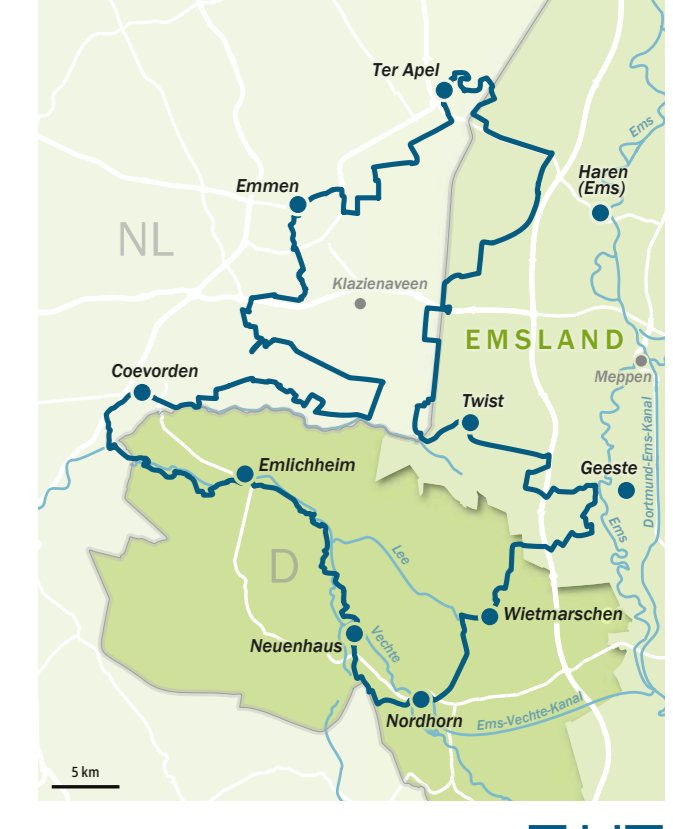 Ter Apel
Ems
Haren
(Ems)
Emmen
NL
Klazienaveen
EMSLAND
Coevorden
Meppen
Twist
Dortmund-Ems-Kanal
Emlichheim
Geeste
Ems
Lee
D
Wietmarschen
Neuenhaus
Vechte
Nordhorn
Ems-Vechte-Kanal
5 km